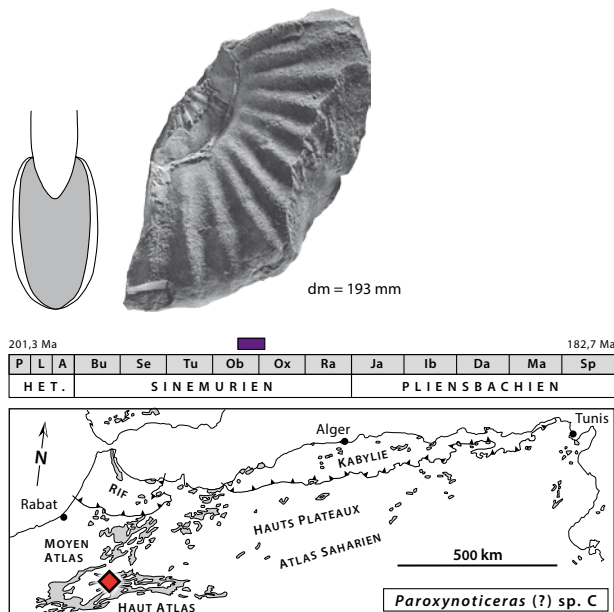 dm = 193 mm
201,3 Ma 182,7 Ma
P L A Bu Se Tu Ob Ox Ra Ja Ib Da Ma Sp
HET. SINEMURIEN PLIENSBACHIEN
Tunis
Alger
N
KABYLIE
RIF
Rabat
HAUTS PLATEAUX
MOYEN
ATLAS
ATLAS SAHARIEN
500 km
HAUT ATLAS
Paroxynoticeras (?) sp. C